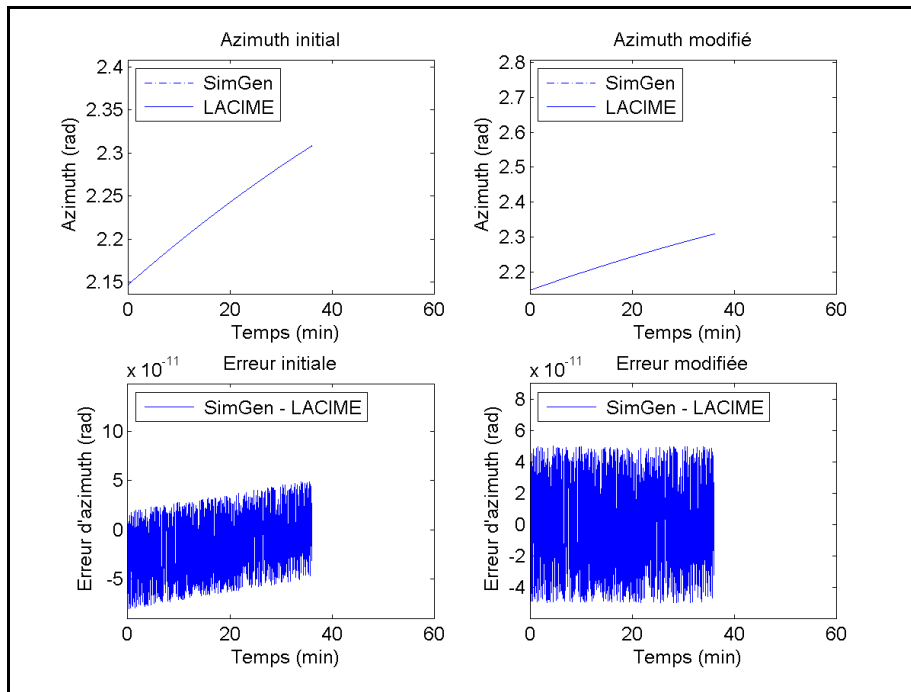 Azimuth initial
2.4
2.35
2.3
2.25
2.2
2.15
Azimuth (rad)
SimGen
LACIME
0 20 40 60
Temps (min)
Azimuth modifié
2.8
2.7
2.6
2.5
2.4
2.3
2.2
Azimuth (rad)
SimGen
LACIME
0 20 40 60
Temps (min)
x 10-11
Erreur initiale
SimGen - LACIME
10
5
0
-5
Erreur d'azimuth (rad)
0 20 40 60
Temps (min)
x 10-11
Erreur modifiée
SimGen - LACIME
8
6
4
2
0
-2
-4
Erreur d'azimuth (rad)
0 20 40 60
Temps (min)